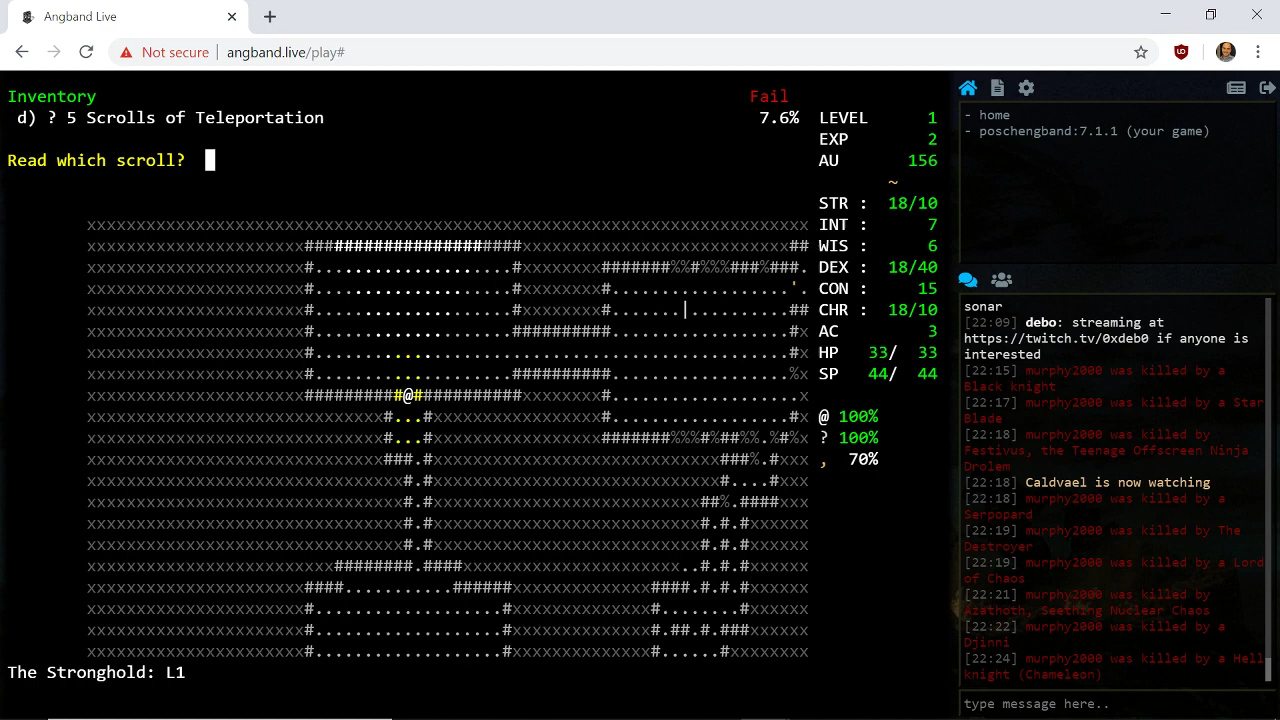 Angband Live
Not secure
angband.live/play#
Inventory
Fail
d) ? 5 Scrolls of Teleportation 7.6%
Read which scroll?
LEVEL 1
EXP 2
AU 156
~
STR : 18/10
INT : 7
WIS : 6
DEX : 18/40
CON : 15
CHR : 18/10
AC 3
HP 33/ 33
SP 44/ 44
@ 100%
? 100%
, 70%
The Stronghold: L1
- home
- poschengband:7.1.1 (your game)
sonar
[22:09] debo: streaming at
https://twitch.tv/0xdeb0 if anyone is
interested
[22:15] murphy2000 was killed by a
Black knight
[22:17] murphy2000 was killed by a Star
Blade
[22:18] murphy2000 was killed by
Festivus, the Teenage Offscreen Ninja
Drolem
[22:18] Caldvael is now watching
[22:18] murphy2000 was killed by a
Serpopard
[22:19] murphy2000 was killed by The
Destroyer
[22:19] murphy2000 was killed by a Lord
of Chaos
[22:21] murphy2000 was killed by
Azathoth, Seething Nuclear Chaos
[22:22] murphy2000 was killed by a
Djinni
[22:24] murphy2000 was killed by a Hell
knight (Chameleon)
type message here..